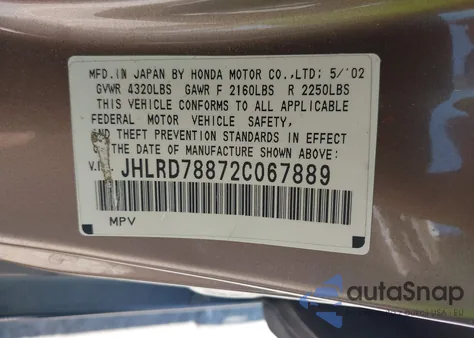 MFD.IN JAPAN BY HONDA MOTOR CO.,LTD; 5/'02
GVWR 4320LBS GAWR F 2160LBS R 2250LBS
THIS VEHICLE CONFORMS TO ALL APPLICABLE
FEDERAL MOTOR VEHICLE SAFETY,
AND THEFT PREVENTION STANDARDS IN EFFECT
THE DATE OF MANUFACTURE SHOWN ABOVE:
JHLRD78872C067889
MPV
autoSnap